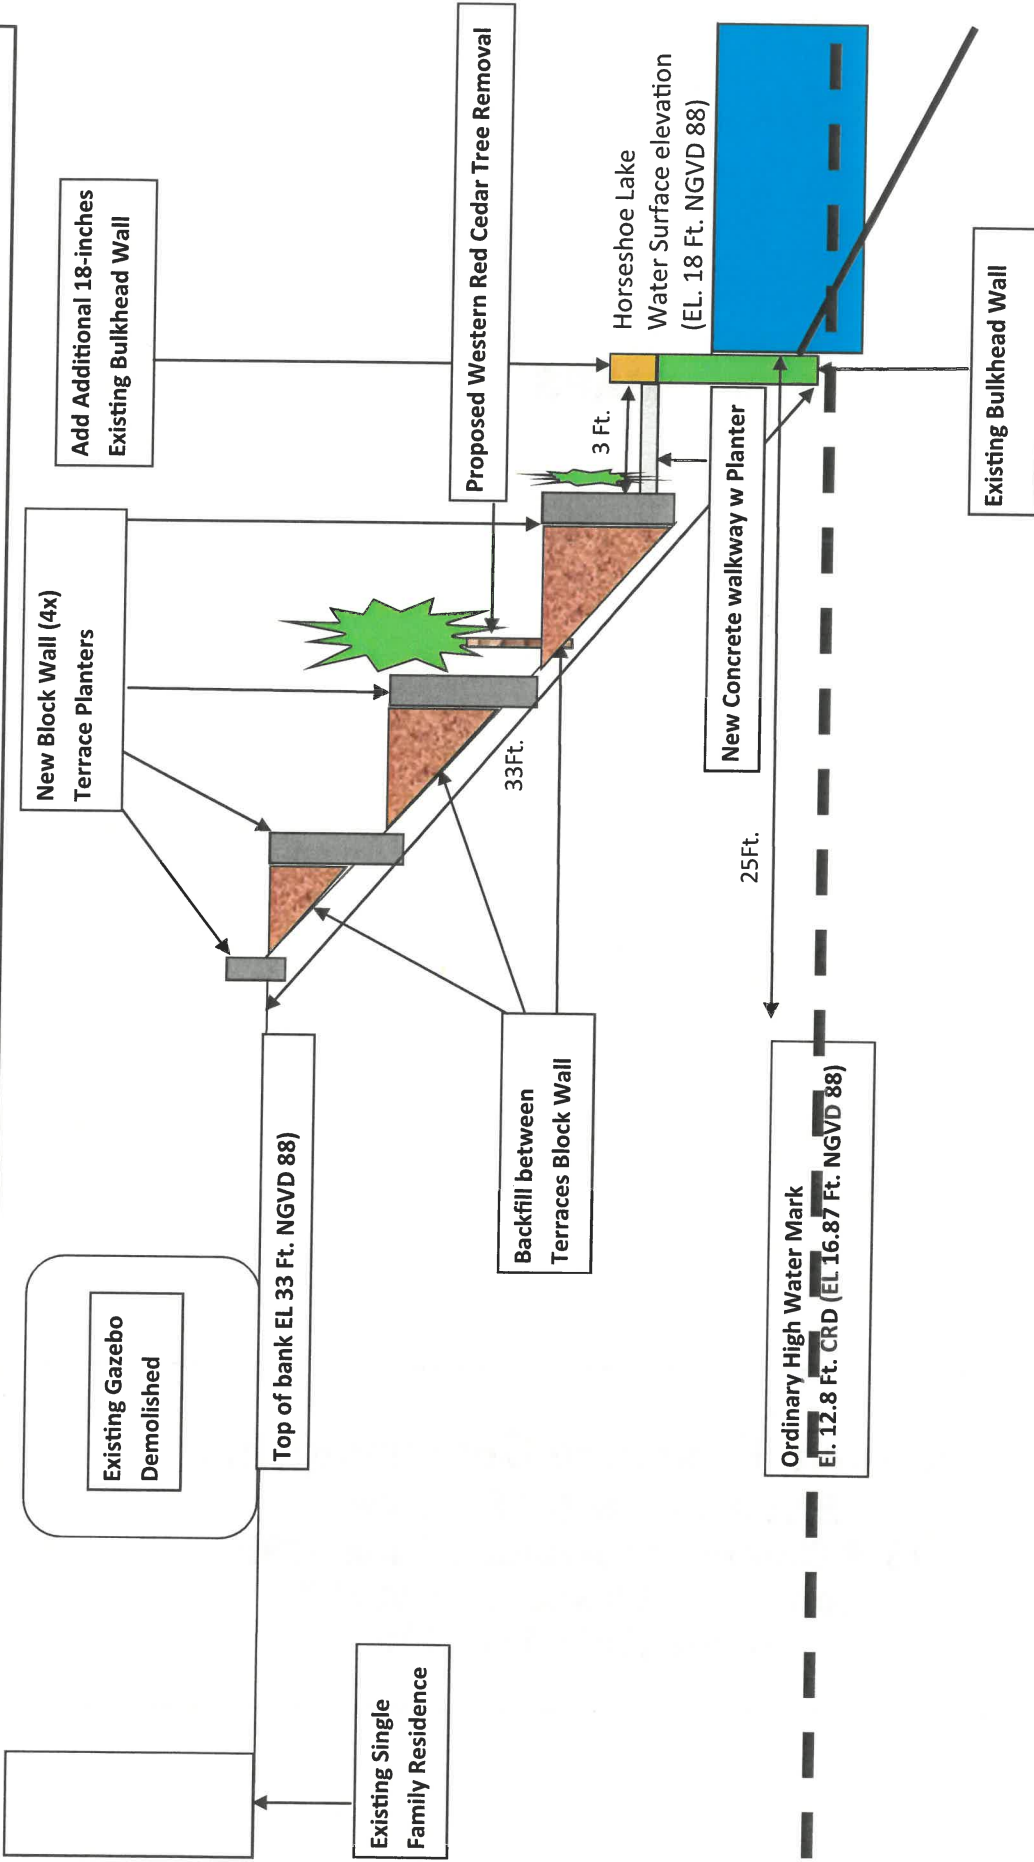 Existing Single
Family Residence
Existing Gazebo
Demolished
Top of bank EL 33 Ft. NGVD 88)
New Block Wall (4x)
Terrace Planters
Add Additional 18-inches
Existing Bulkhead Wall
Proposed Western Red Cedar Tree Removal
Horseshoe Lake
Water Surface elevation
(EL. 18 Ft. NGVD 88)
3 Ft.
33Ft.
Backfill between
Terraces Block Wall
New Concrete walkway w Planter
25Ft.
Ordinary High Water Mark
El. 12.8 Ft. CRD (EL 16.87 Ft. NGVD 88)
Existing Bulkhead Wall